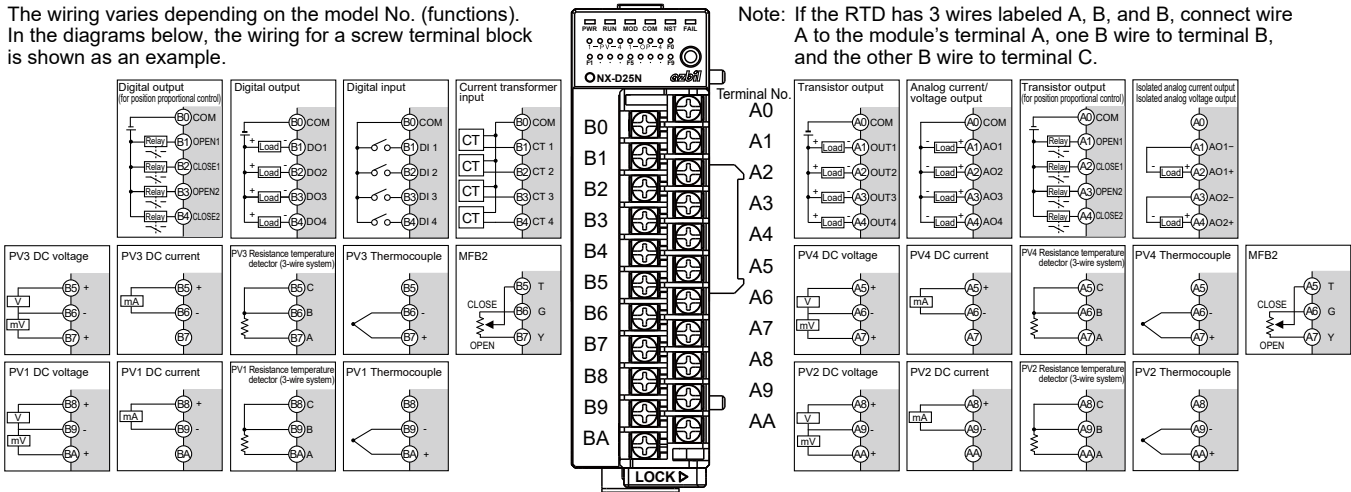 The wiring varies depending on the model No. (functions).
In the diagrams below, the wiring for a screw terminal block
is shown as an example.
Note: If the RTD has 3 wires labeled A, B, and B, connect wire
A to the module's terminal A, one B wire to terminal B,
and the other B wire to terminal C.
PWR RUN MOD COM NST FAIL
1-PV-4 1-OP-4 F0
F1 · · · F5 · · · F9
NX-D25N azbil
Terminal No.
B0
B1
B2
B3
B4
B5
B6
B7
B8
B9
BA
A0
A1
A2
A3
A4
A5
A6
A7
A8
A9
AA
LOCK
Digital output
(for position proportional control)
B0 COM
Relay B1 OPEN1
Relay B2 CLOSE1
Relay B3 OPEN2
Relay B4 CLOSE2
Digital output
B0 COM
+ Load - B1 DO1
+ Load - B2 DO2
+ Load - B3 DO3
+ Load - B4 DO4
Digital input
B0 COM
B1 DI 1
B2 DI 2
B3 DI 3
B4 DI 4
Current transformer
input
B0 COM
CT B1 CT 1
CT B2 CT 2
CT B3 CT 3
CT B4 CT 4
Transistor output
A0 COM
+ Load - A1 OUT1
+ Load - A2 OUT2
+ Load - A3 OUT3
+ Load - A4 OUT4
Analog current/
voltage output
A0 COM
- Load + A1 AO1
- Load + A2 AO2
- Load + A3 AO3
- Load + A4 AO4
Transistor output
(for position proportional control)
A0 COM
Relay A1 OPEN1
Relay A2 CLOSE1
Relay A3 OPEN2
Relay A4 CLOSE2
Isolated analog current output
Isolated analog voltage output
A0
A1 AO1−
- Load + A2 AO1+
A3 AO2−
- Load + A4 AO2+
PV3 DC voltage
B5 +
V
B6 -
mV
B7 +
PV3 DC current
B5 +
mA
B6 -
B7
PV3 Resistance temperature
detector (3-wire system)
B5 C
B6 B
B7 A
PV3 Thermocouple
B5
B6 -
B7 +
MFB2
B5 T
CLOSE B6 G
OPEN B7 Y
PV4 DC voltage
A5 +
V
A6 -
mV
A7 +
PV4 DC current
A5 +
mA
A6 -
A7
PV4 Resistance temperature
detector (3-wire system)
A5 C
A6 B
A7 A
PV4 Thermocouple
A5
A6 -
A7 +
MFB2
A5 T
CLOSE A6 G
OPEN A7 Y
PV1 DC voltage
B8 +
V
B9 -
mV
BA +
PV1 DC current
B8 +
mA
B9 -
BA
PV1 Resistance temperature
detector (3-wire system)
B8 C
B9 B
BA A
PV1 Thermocouple
B8
B9 -
BA +
PV2 DC voltage
A8 +
V
A9 -
mV
AA +
PV2 DC current
A8 +
mA
A9 -
AA
PV2 Resistance temperature
detector (3-wire system)
A8 C
A9 B
AA A
PV2 Thermocouple
A8
A9 -
AA +